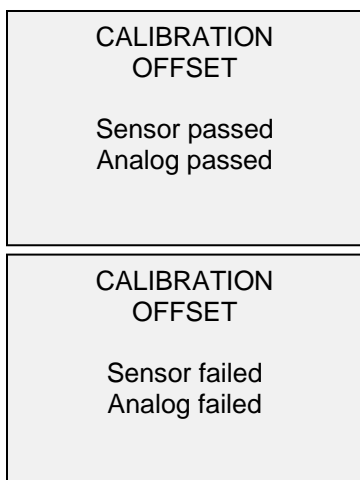 CALIBRATION
OFFSET
Sensor passed
Analog passed
CALIBRATION
OFFSET
Sensor failed
Analog failed